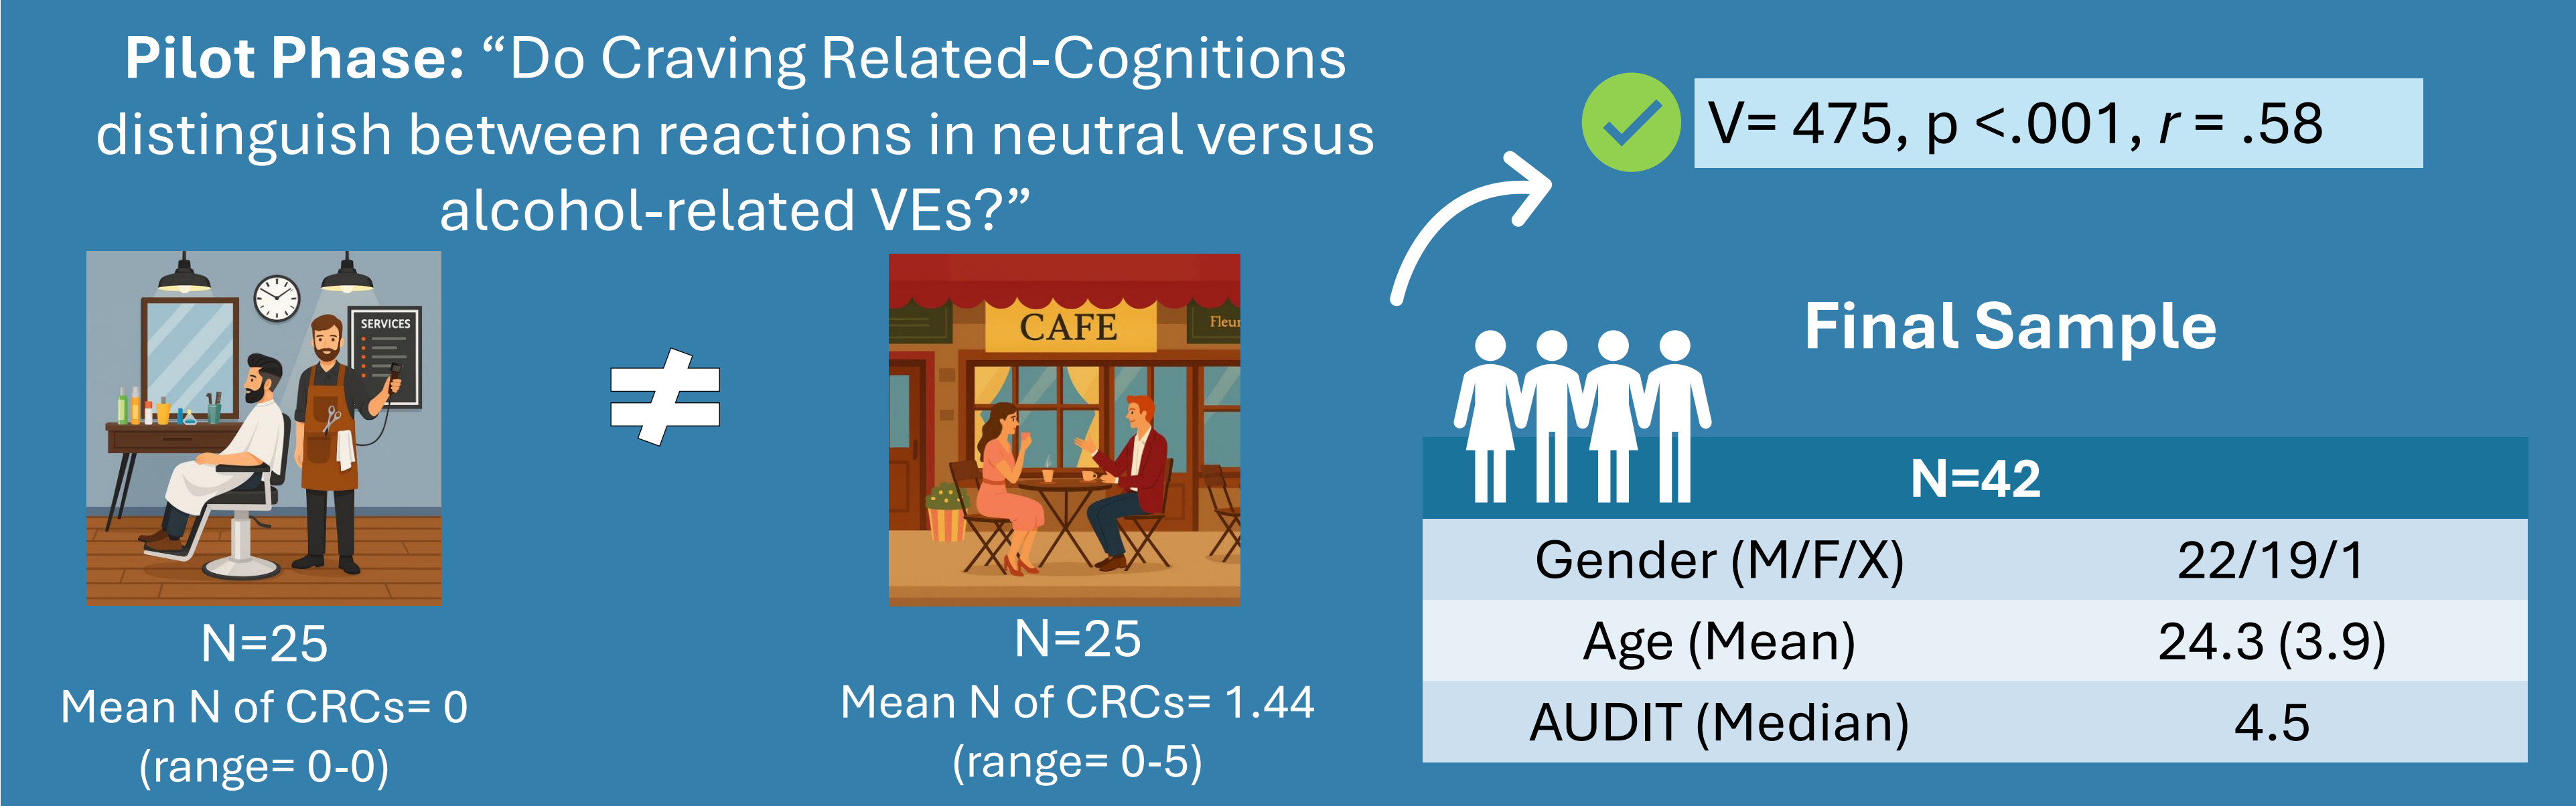 Pilot Phase: “Do Craving Related-Cognitions
distinguish between reactions in neutral versus
alcohol-related VEs?”
SERVICES
N=25
Mean N of CRCs= 0
(range= 0-0)
CAFE
Fleur
N=25
Mean N of CRCs= 1.44
(range= 0-5)
V= 475, p <.001, r = .58
Final Sample
N=42
Gender (M/F/X) 22/19/1
Age (Mean) 24.3 (3.9)
AUDIT (Median) 4.5